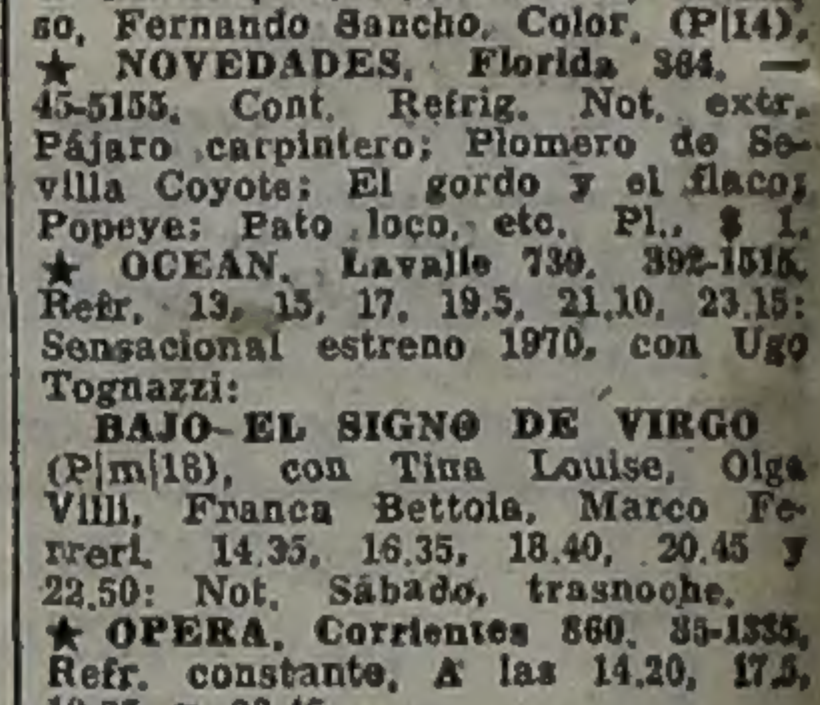 so, Fernando Sancho, Color, (P|14).
★ NOVEDADES, Florida 364. —
45-5155. Cont. Refrig. Not. extr.
Pájaro carpintero; Plomero de Se-
villa Coyote; El gordo y el flaco;
Popeye; Pato loco, etc. Pl., $ 1.
★ OCEAN, Lavalle 739. 392-1515.
Refr. 13, 15, 17, 19.5, 21.10, 23.15:
Sensacional estreno 1970, con Ugo
Tognazzi:
BAJO EL SIGNO DE VIRGO
(P|m|18), con Tina Louise, Olga
Villi, Franca Bettoia, Marco Fe-
rreri. 14.35, 16.35, 18.40, 20.45 y
22.50: Not. Sábado, trasnoche.
★ OPERA, Corrientes 860. 35-1335.
Refr. constante, A las 14.20, 17.5,